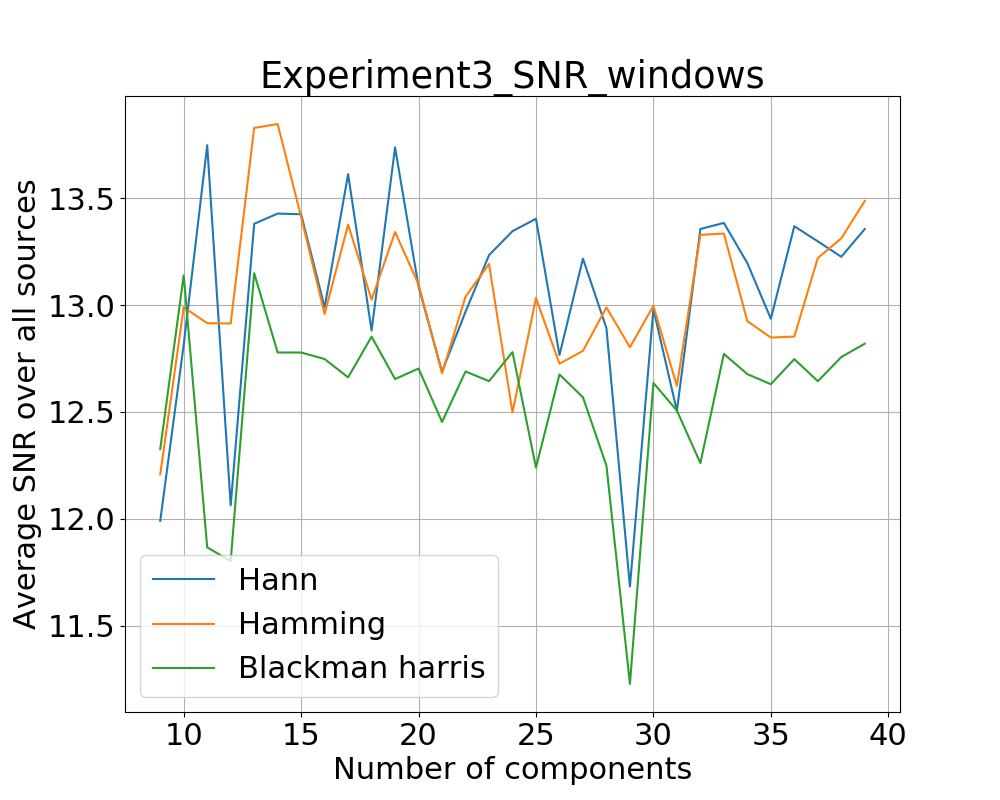 Experiment3_SNR_windows
Average SNR over all sources
13.5
13.0
12.5
12.0
11.5
Hann
Hamming
Blackman harris
10 15 20 25 30 35 40
Number of components